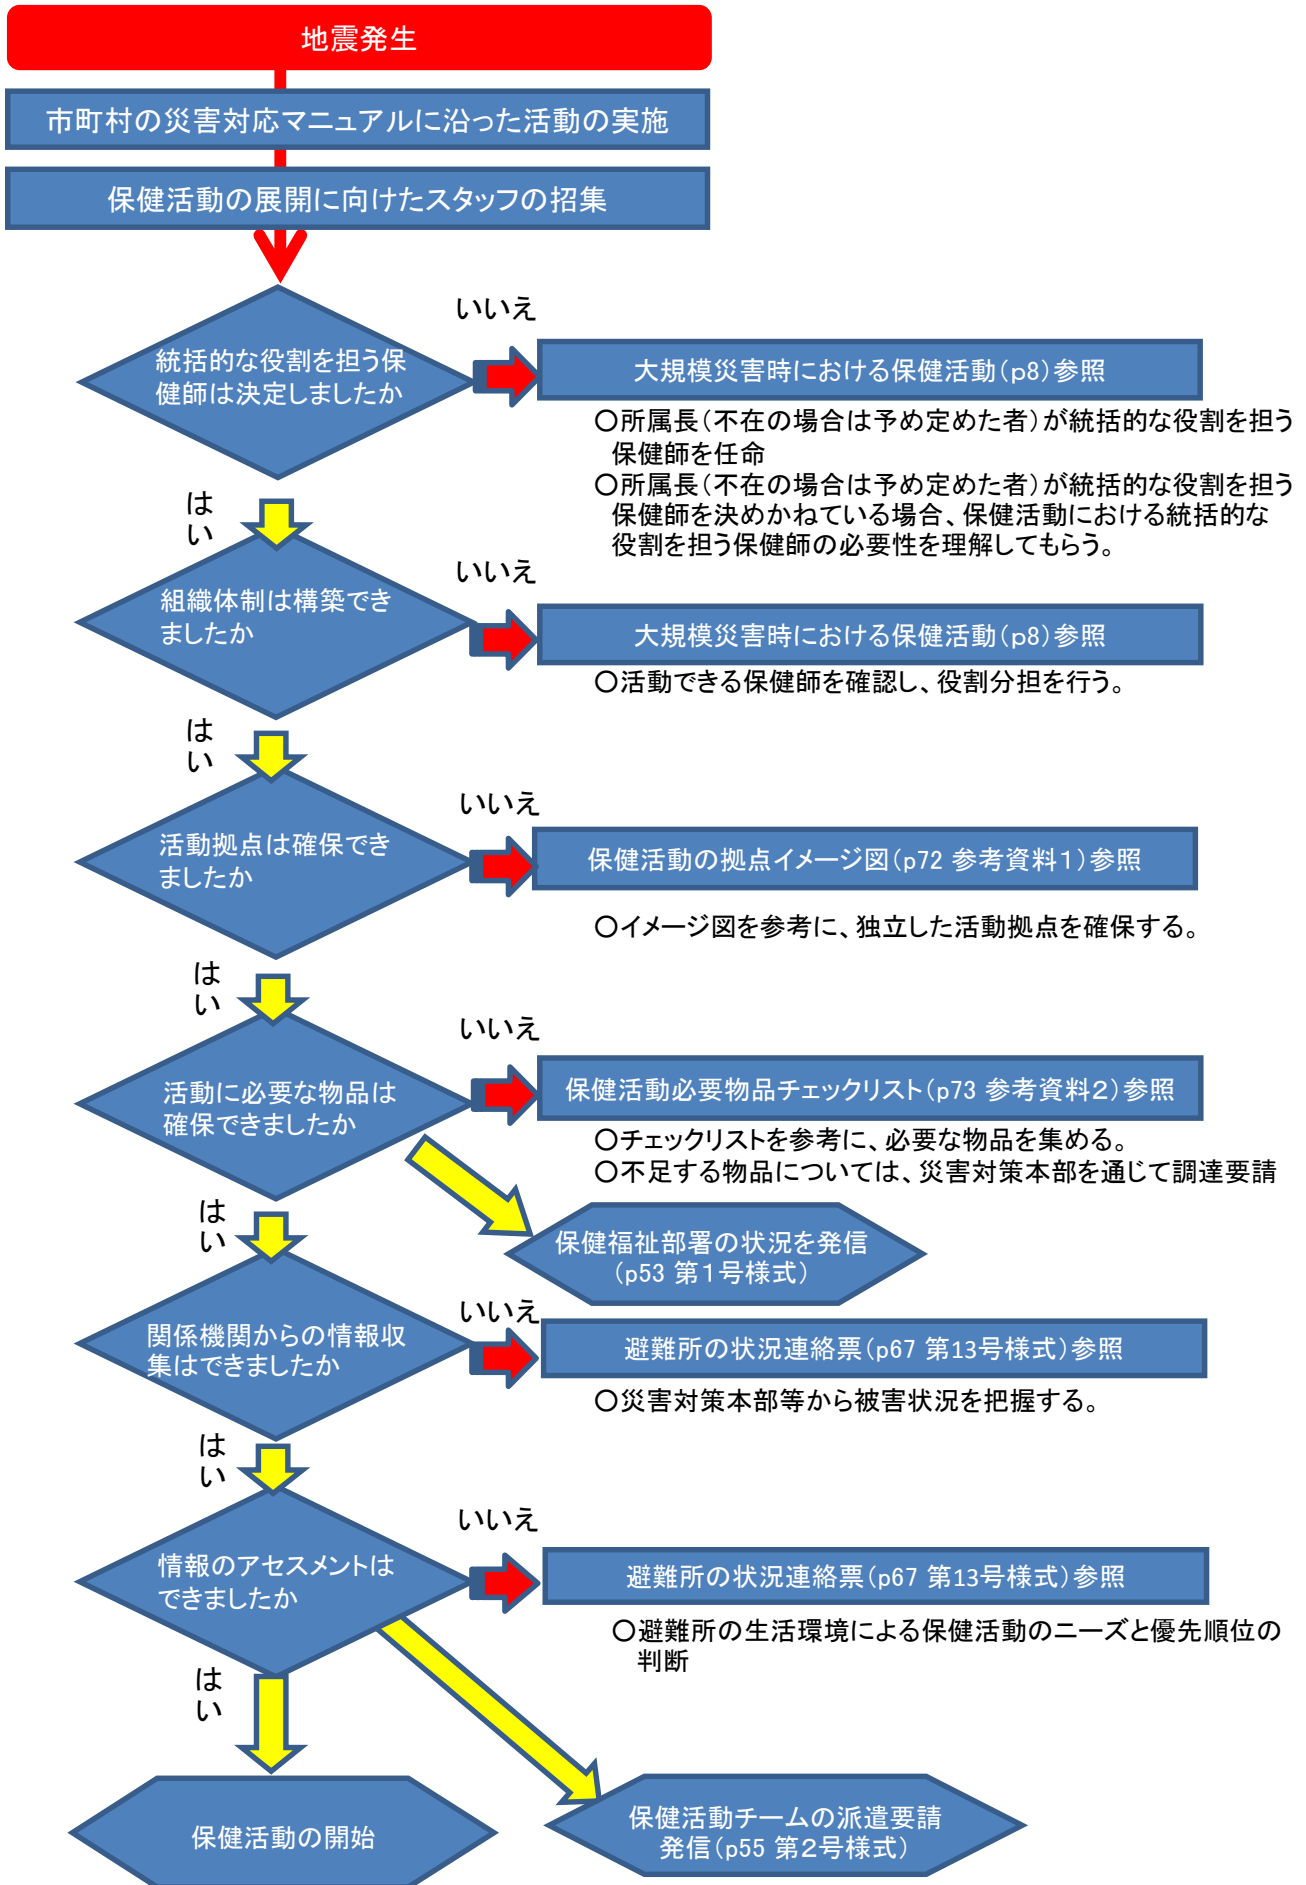 地震発生
市町村の災害対応マニュアルに沿った活動の実施
保健活動の展開に向けたスタッフの招集
統括的な役割を担う保
健師は決定しましたか
いいえ
大規模災害時における保健活動(p8)参照
○所属長(不在の場合は予め定めた者)が統括的な役割を担う
保健師を任命
○所属長(不在の場合は予め定めた者)が統括的な役割を担う
保健師を決めかねている場合、保健活動における統括的な
役割を担う保健師の必要性を理解してもらう。
はい
組織体制は構築でき
ましたか
いいえ
大規模災害時における保健活動(p8)参照
○活動できる保健師を確認し、役割分担を行う。
はい
活動拠点は確保でき
ましたか
いいえ
保健活動の拠点イメージ図(p72 参考資料1)参照
○イメージ図を参考に、独立した活動拠点を確保する。
はい
活動に必要な物品は
確保できましたか
いいえ
保健活動必要物品チェックリスト(p73 参考資料2)参照
○チェックリストを参考に、必要な物品を集める。
○不足する物品については、災害対策本部を通じて調達要請
保健福祉部署の状況を発信
(p53 第1号様式)
はい
関係機関からの情報収
集はできましたか
いいえ
避難所の状況連絡票(p67 第13号様式)参照
○災害対策本部等から被害状況を把握する。
はい
情報のアセスメントは
できましたか
いいえ
避難所の状況連絡票(p67 第13号様式)参照
○避難所の生活環境による保健活動のニーズと優先順位の
判断
はい
保健活動の開始
保健活動チームの派遣要請
発信(p55 第2号様式)